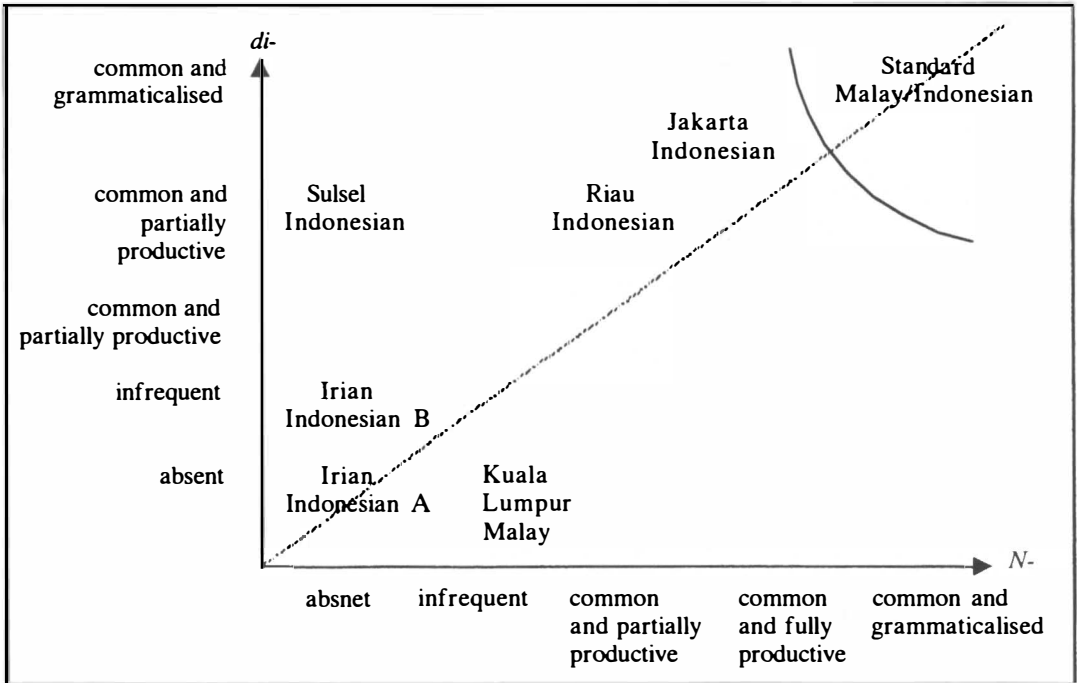 di-
common and
grammaticalised
Standard
Malay/Indonesian
Jakarta
Indonesian
common and
partially
productive
Sulsel
Indonesian
Riau
Indonesian
common and
partially productive
infrequent
Irian
Indonesian B
absent
Irian
Indonesian A
Kuala
Lumpur
Malay
N-
absnet
infrequent
common
and partially
productive
common
and fully
productive
common and
grammaticalised